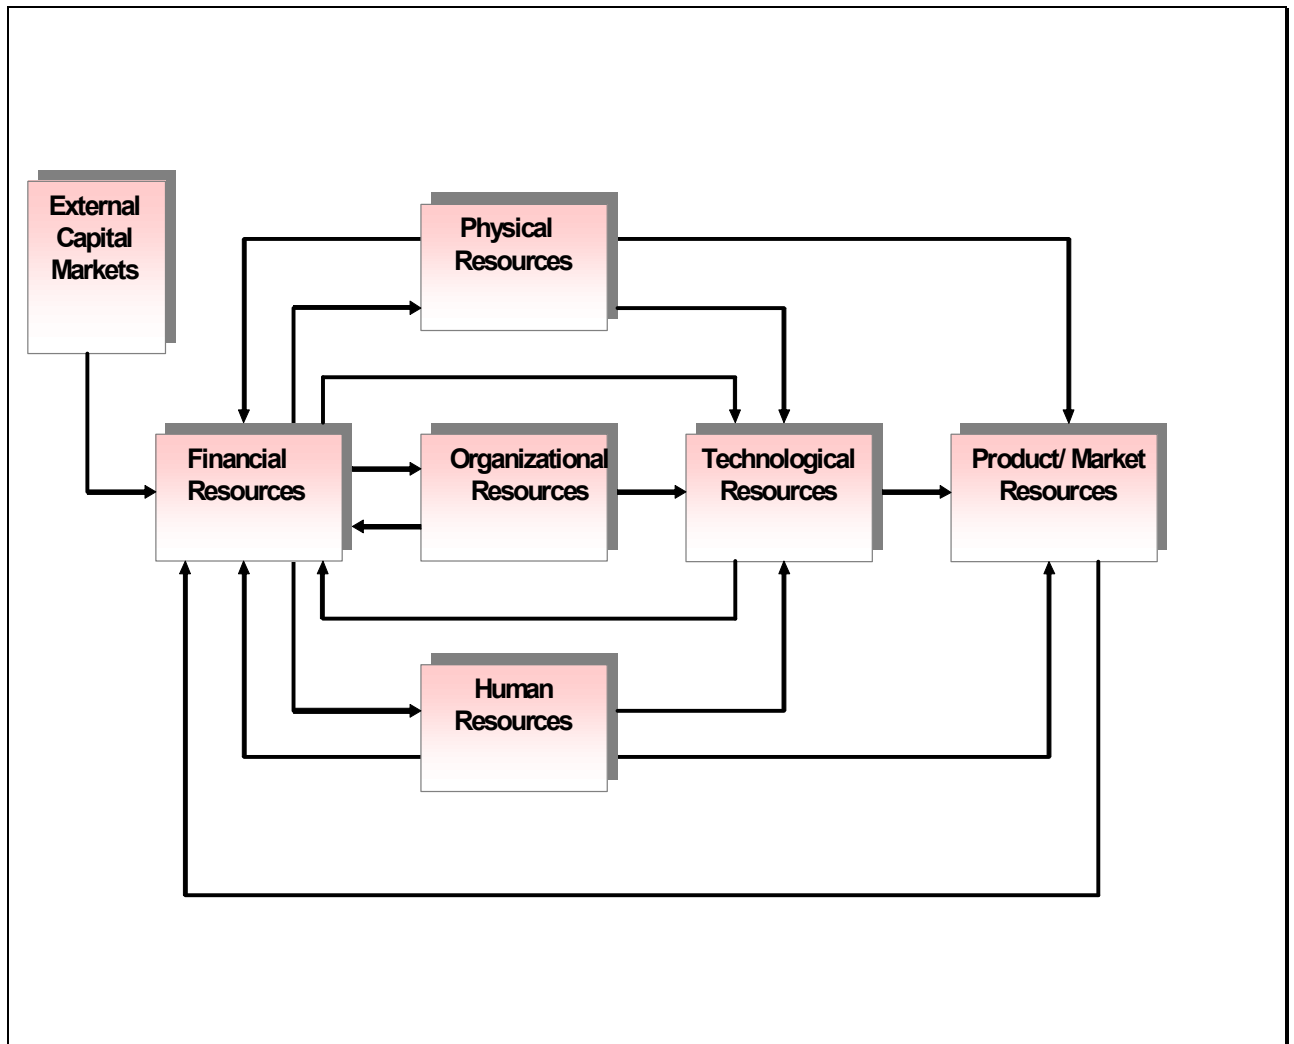 External
Capital
Markets
Physical
Resources
Financial
Resources
Organizational
Resources
Technological
Resources
Product/ Market
Resources
Human
Resources